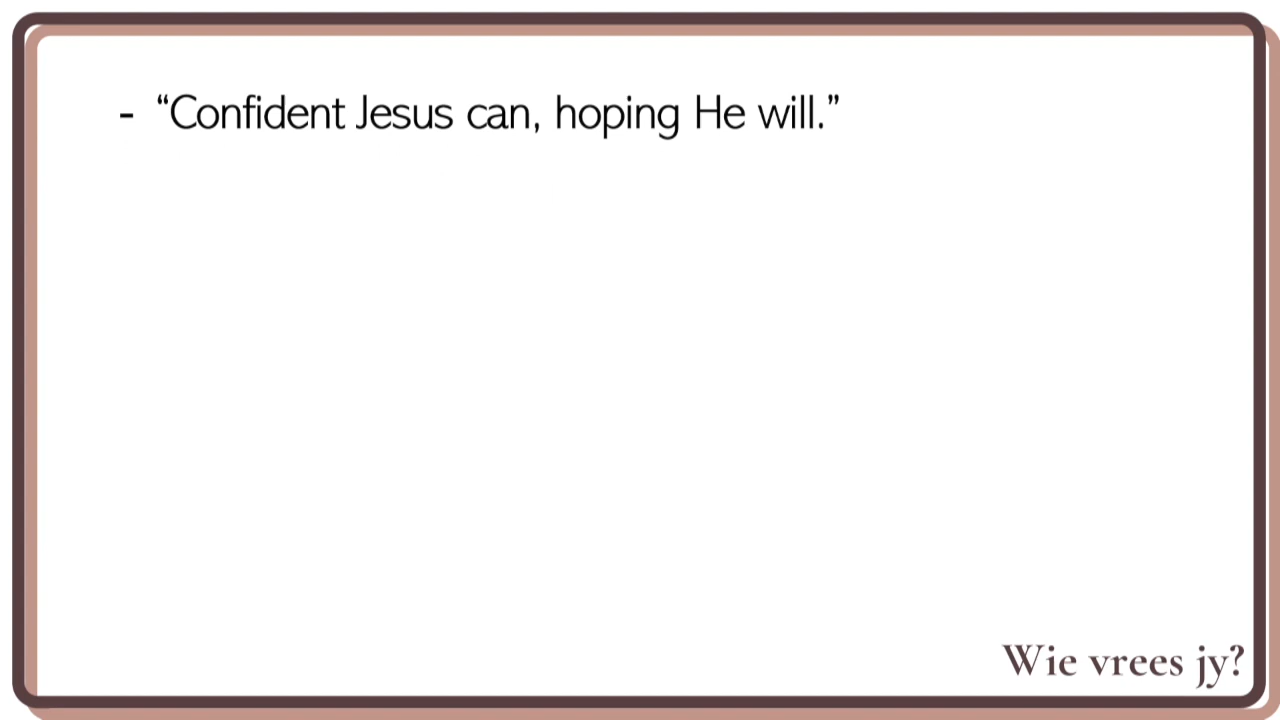 - “Confident Jesus can, hoping He will.”
Wie vrees jy?